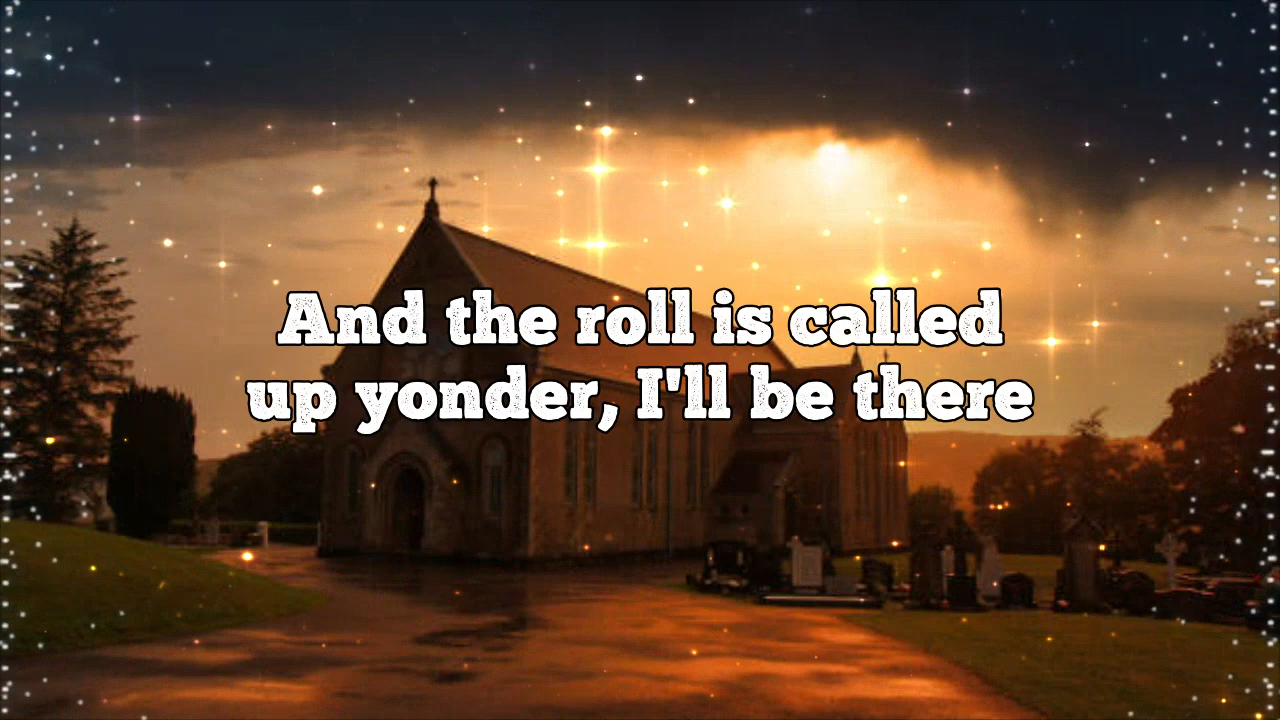 And the roll is called
up yonder, I'll be there